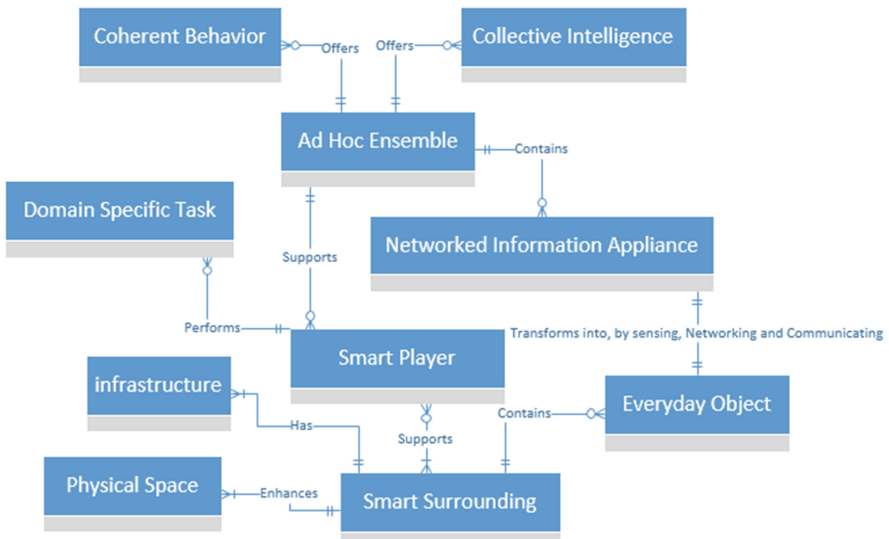 Coherent Behavior
Offers
Offers
Collective Intelligence
Ad Hoc Ensemble
Contains
Domain Specific Task
Networked Information Appliance
Supports
Performs
Transforms into, by sensing, Networking and Communicating
Smart Player
infrastructure
Everyday Object
Contains
Has
Supports
Physical Space
Enhances
Smart Surrounding